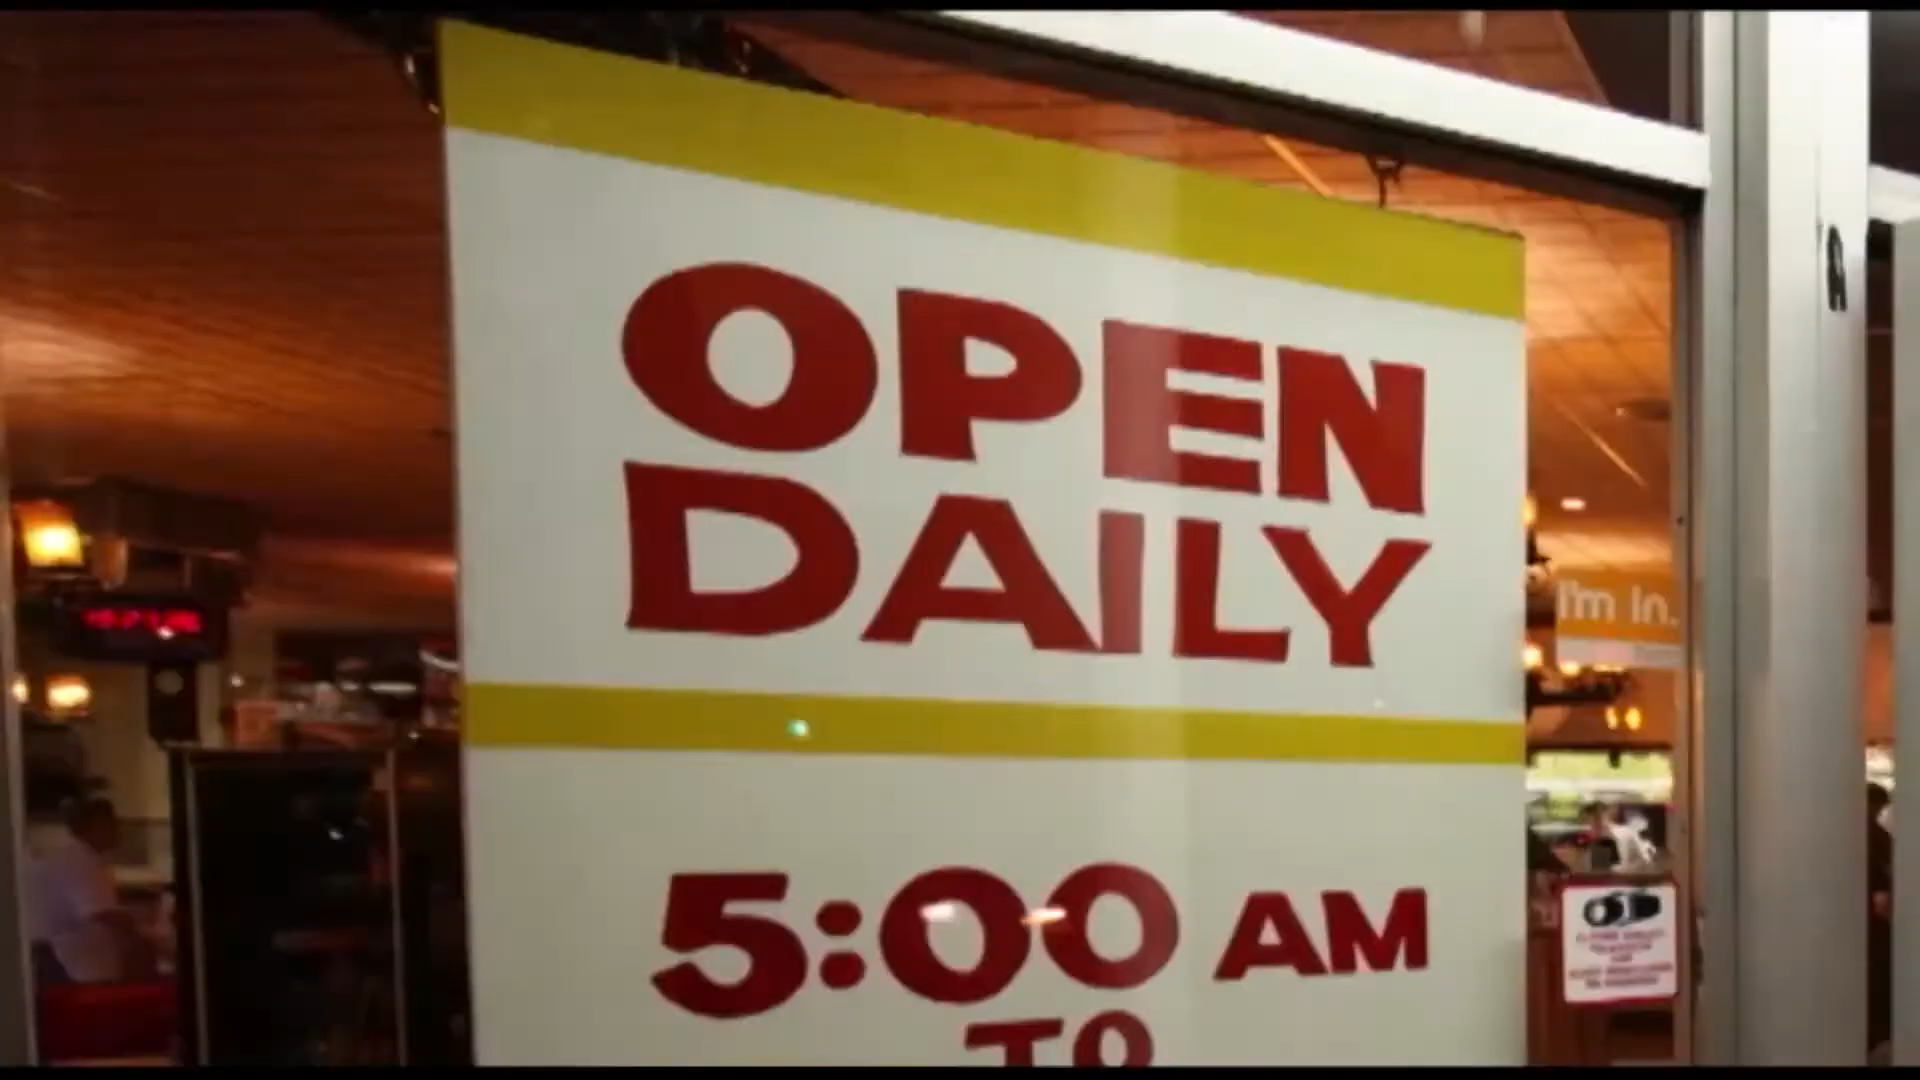 OPEN
DAILY
5:00 AM
TO
I'm In.
A